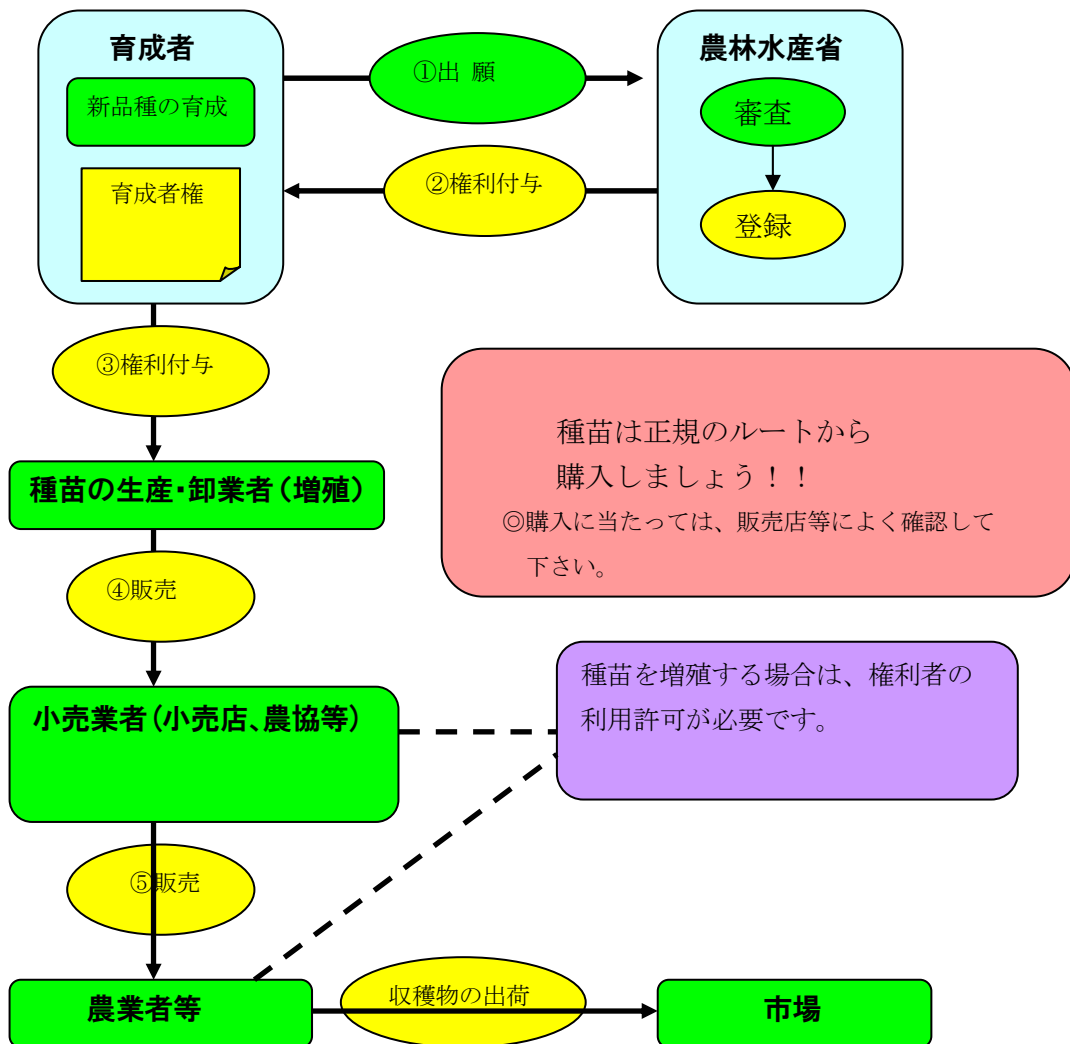 育成者
新品種の育成
育成者権
①出 願
②権利付与
農林水産省
審査
登録
③権利付与
種苗は正規のルートから
購入しましょう！！
◎購入に当たっては、販売店等によく確認して
下さい。
種苗の生産・卸業者（増殖）
④販売
種苗を増殖する場合は、権利者の
利用許可が必要です。
小売業者（小売店、農協等）
⑤販売
農業者等
収穫物の出荷
市場